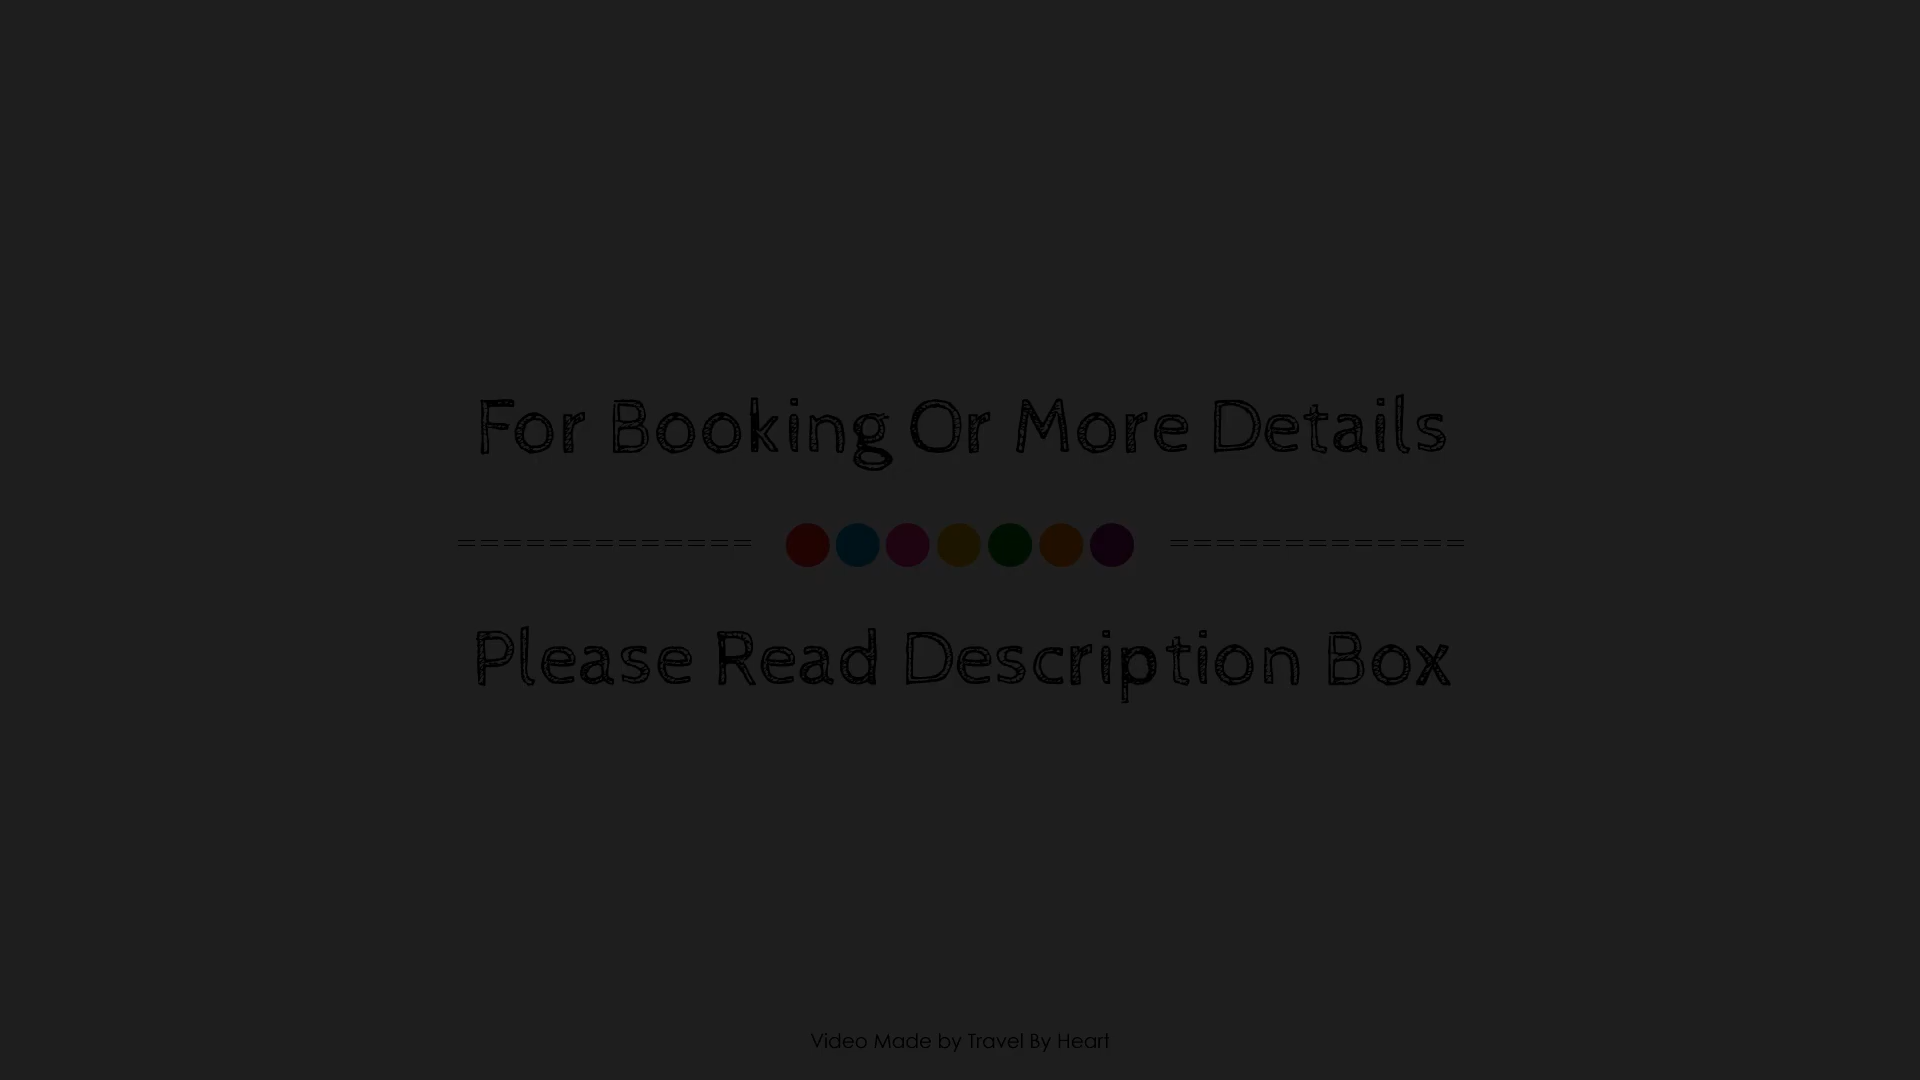 For Booking Or More Details
============= =============
Please Read Description Box
Video Made by Travel By Heart